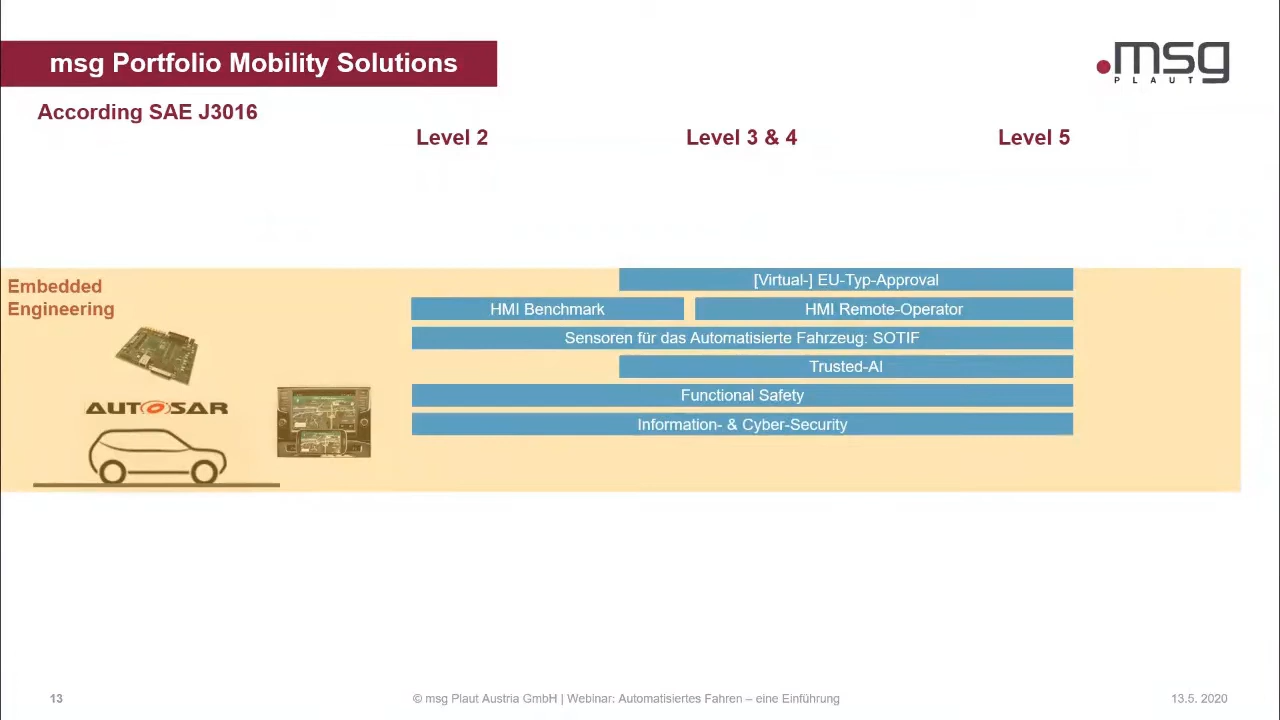 msg Portfolio Mobility Solutions
msg
PLAUT
According SAE J3016
Level 2
Level 3 & 4
Level 5
Embedded
Engineering
[Virtual-] EU-Typ-Approval
HMI Benchmark
HMI Remote-Operator
Sensoren für das Automatisierte Fahrzeug: SOTIF
Trusted-AI
Functional Safety
Information- & Cyber-Security
AUTOSAR
13
© msg Plaut Austria GmbH | Webinar: Automatisiertes Fahren – eine Einführung
13.5. 2020